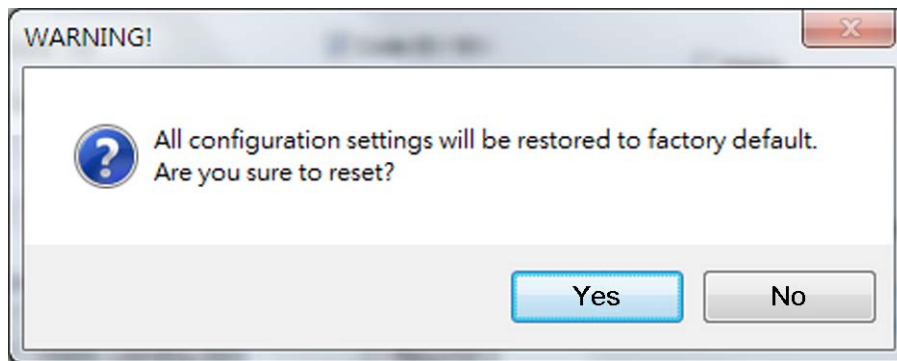 WARNING!
All configuration settings will be restored to factory default.
Are you sure to reset?
Yes
No